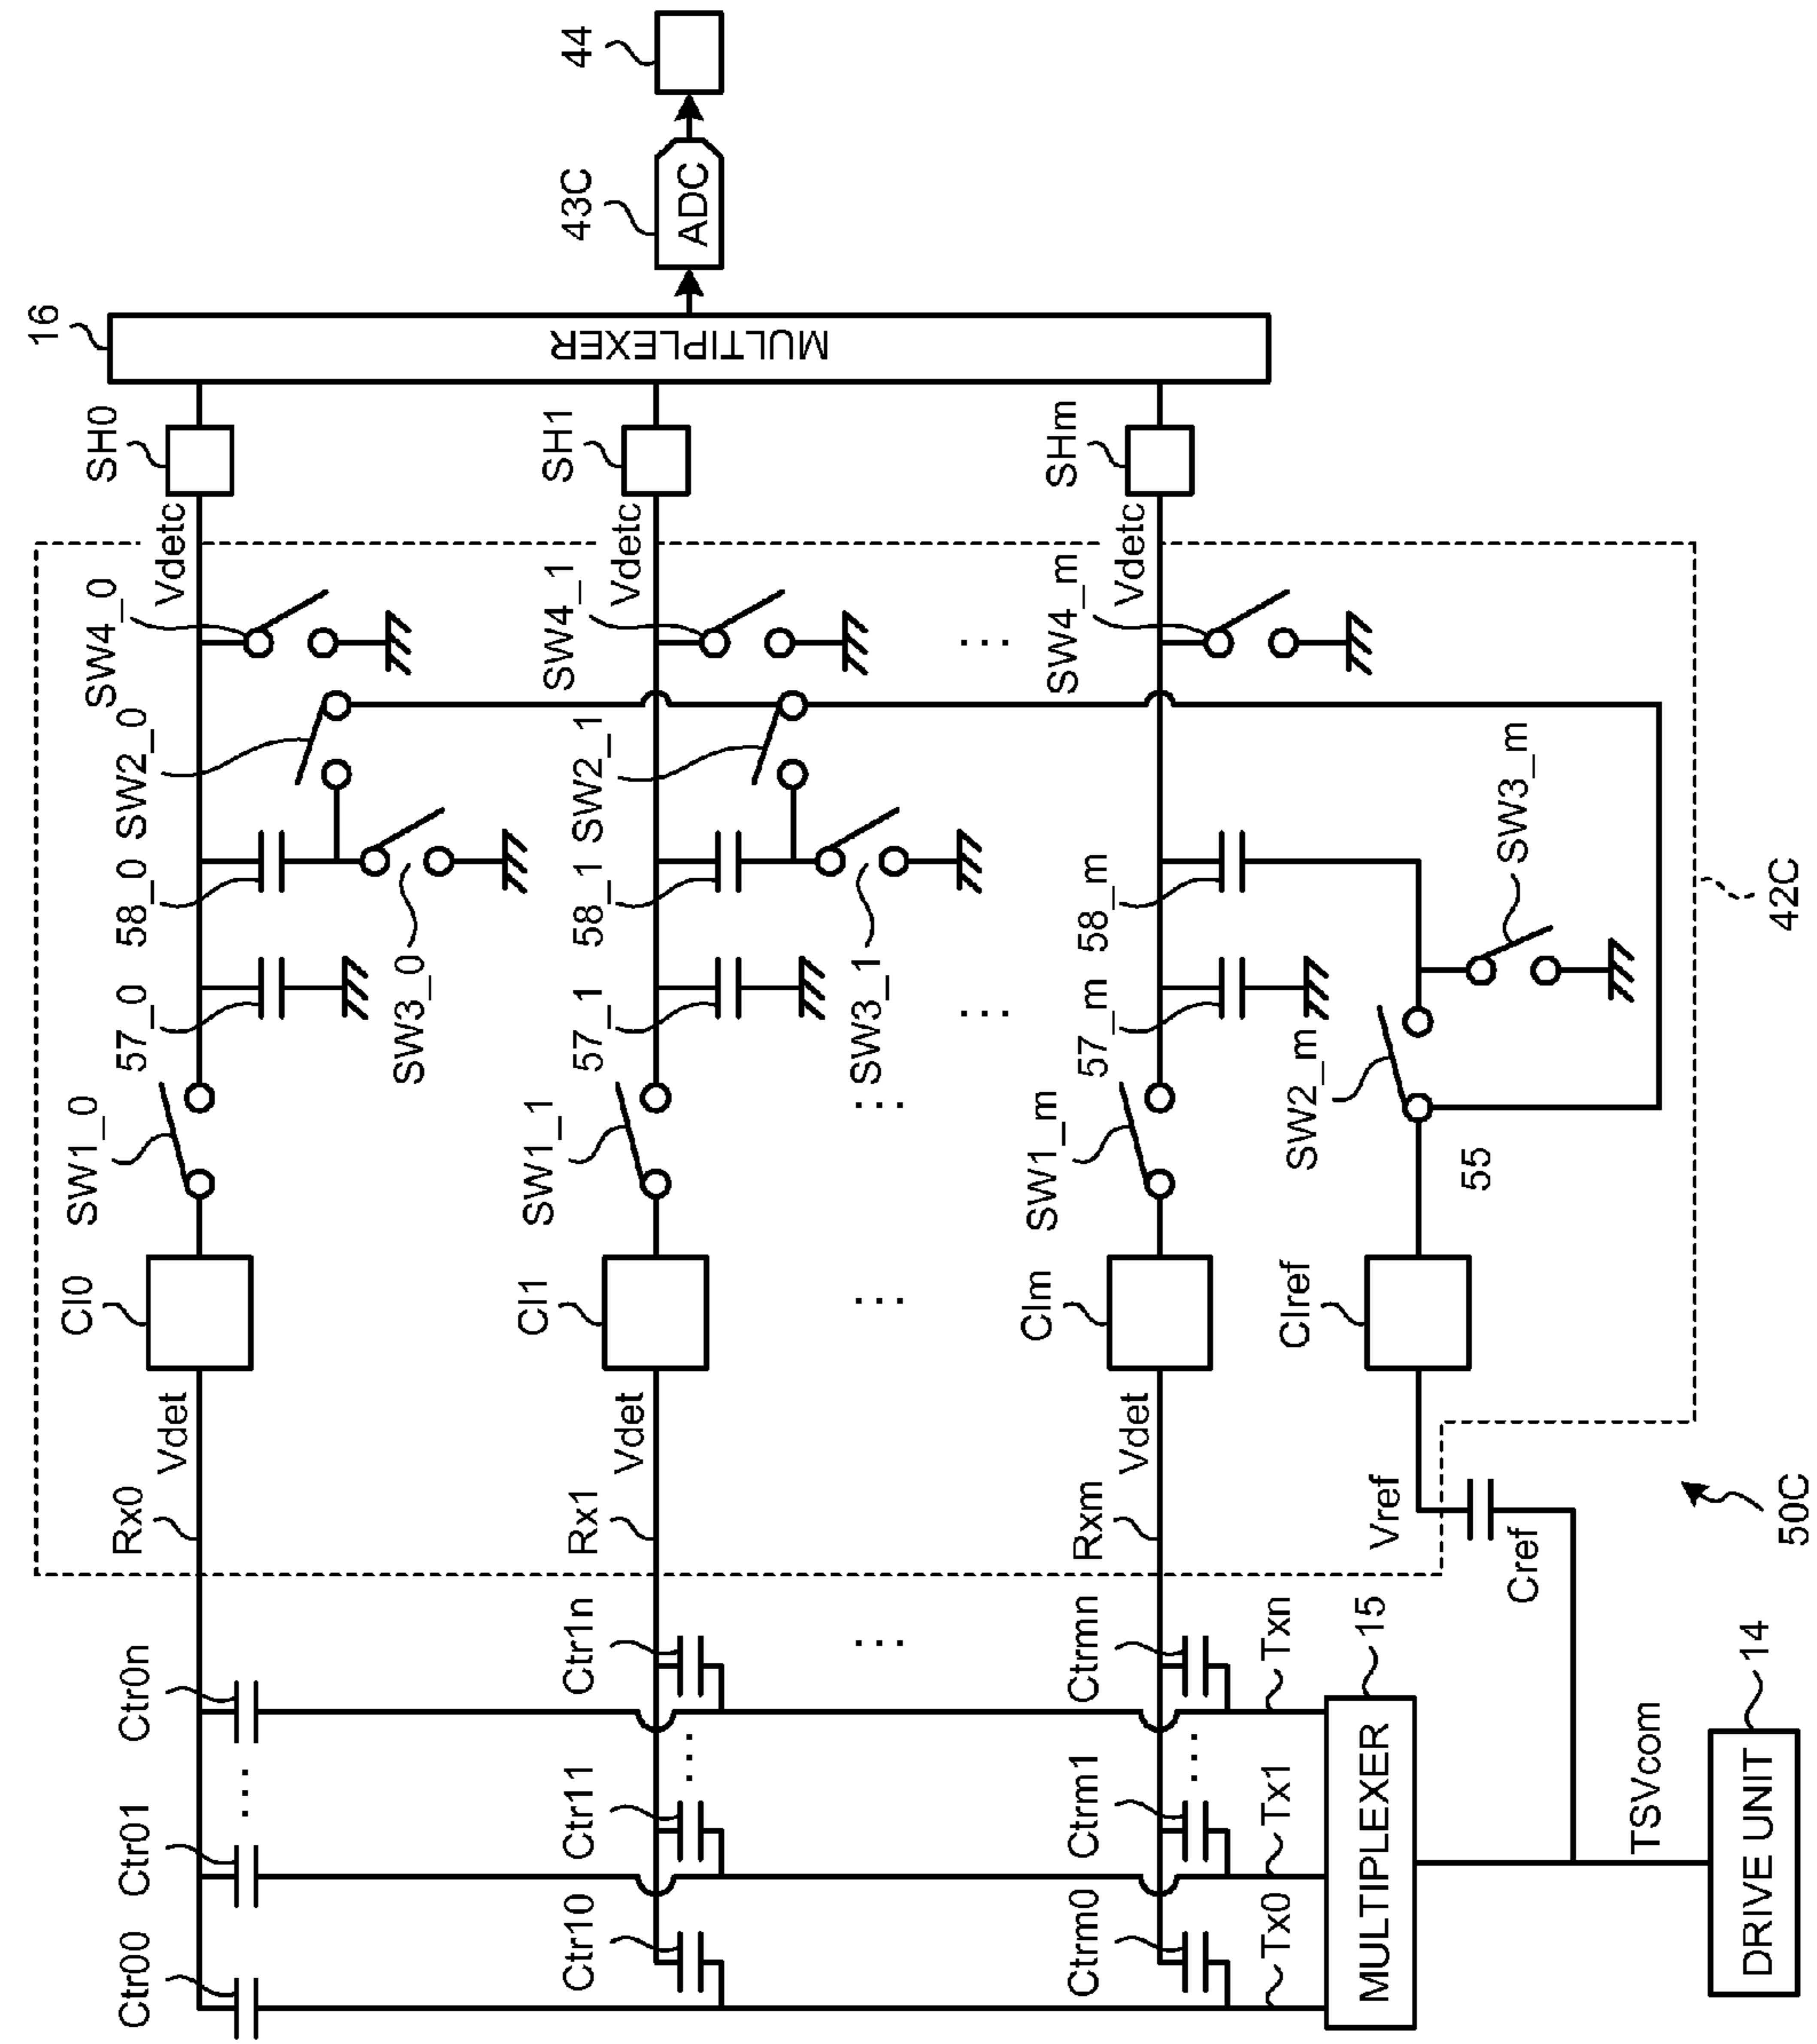 44
43C
ADC
16
MULTIPLEXER
SH0
SH1
SHm
Vdetc
Vdetc
Vdetc
SW4_0
SW4_1
SW4_m
SW2_0
SW2_1
SW3_m
58_0
58_1
58_m
42C
SW3_0
SW3_1
57_0
57_1
57_m
...
...
SW2_m
SW1_0
SW1_1
...
SW1_m
55
CI0
CI1
...
CIm
CIref
Vdet
Vdet
Vdet
Vref
50C
Rx0
Rx1
Rxm
Cref
Ctr0n
Ctr1n
...
Ctrmn
Txn
15
14
...
...
...
Ctr01
Ctr11
Ctrm1
Tx1
TSVcom
Ctr00
Ctr10
Ctrm0
Tx0
MULTIPLEXER
DRIVE UNIT